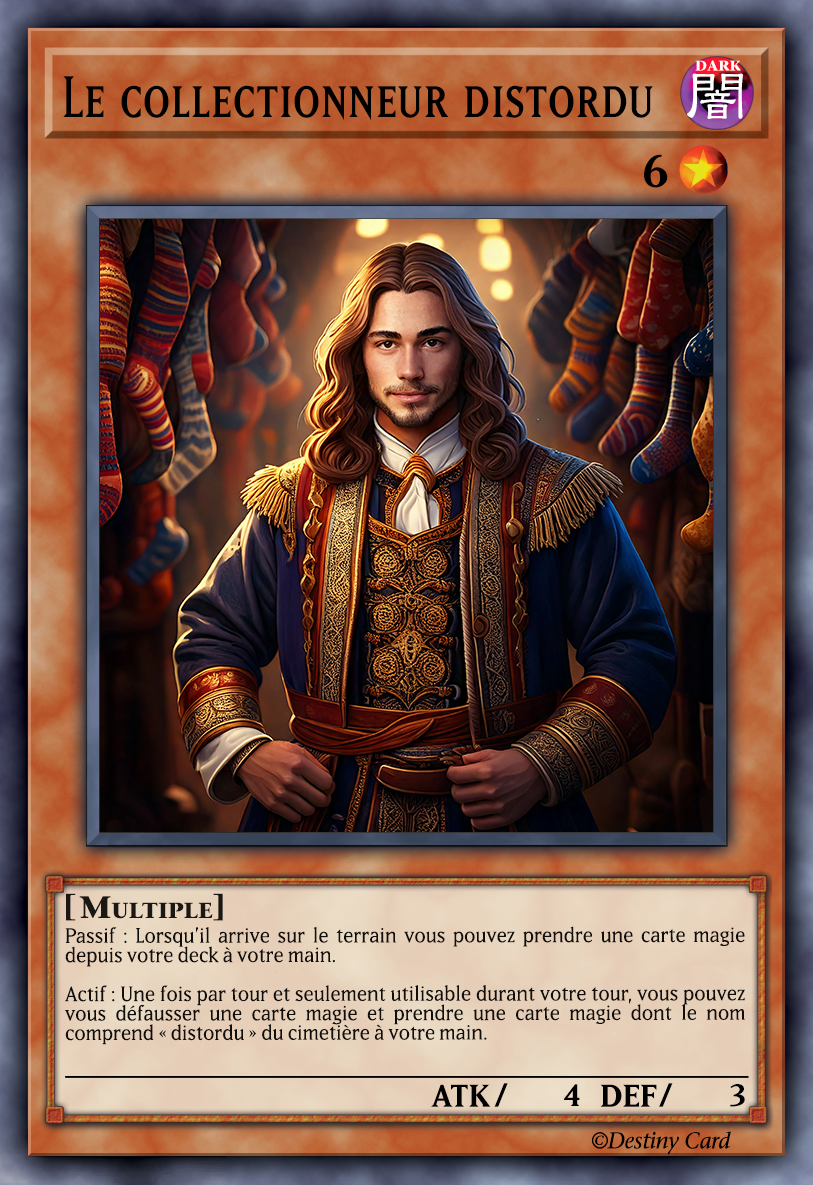 Le collectionneur distordu
DARK
闇
6
[Multiple]
Passif : Lorsqu'il arrive sur le terrain vous pouvez prendre une carte magie
depuis votre deck à votre main.
Actif : Une fois par tour et seulement utilisable durant votre tour, vous pouvez
vous défausser une carte magie et prendre une carte magie dont le nom
comprend « distordu » du cimetière à votre main.
ATK/ 4 DEF/ 3
©Destiny Card